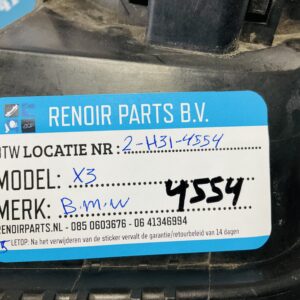 RENOIR PARTS B.V.
DTW LOCATIE NR : 2-H31-4554
MODEL: X3
MERK: B.M.W 4554
RENOIRPARTS.NL - 085 0603676 - 06 41346994
LETOP: Na het verwijderen van de sticker vervalt de garantie/retourbeleid van 14 dagen